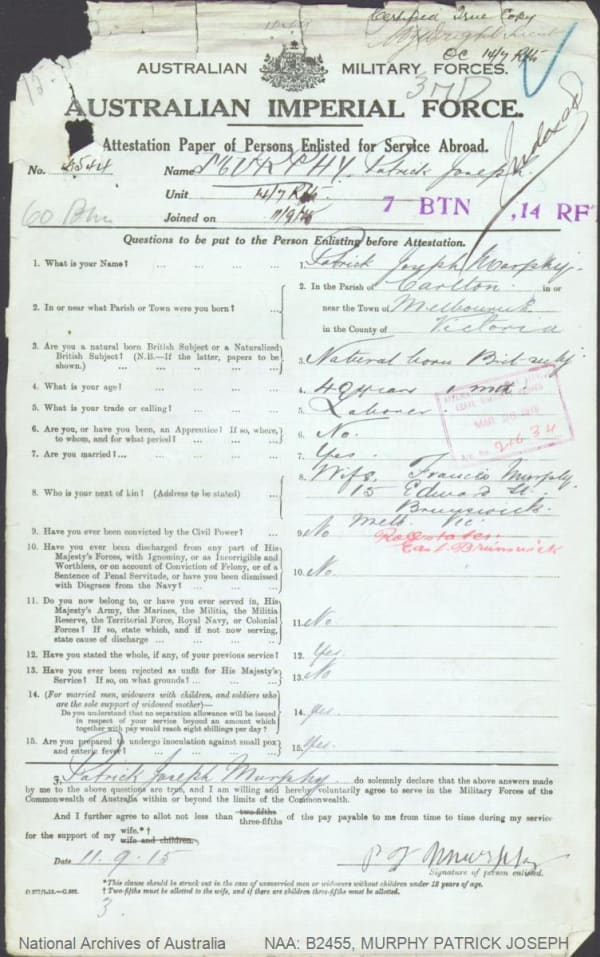 Certified True Copy
OC 14/7 Rfts
AUSTRALIAN MILITARY FORCES.
37D
AUSTRALIAN IMPERIAL FORCE.
Indexed
Attestation Paper of Persons Enlisted for Service Abroad.
No. 4544 Name MURPHY, Patrick Joseph
Unit 14/7 Rfts.
60 Btn Joined on 11/9/15
7 BTN ,14 RF
Questions to be put to the Person Enlisting before Attestation.
1. What is your Name? ... ... ... ... 1. Patrick Joseph Murphy.
2. In or near what Parish or Town were you born? ... 2. In the Parish of Carlton in or
near the Town of Melbourne
in the County of Victoria
3. Are you a natural born British Subject or a Naturalized
British Subject? (N.B.—If the latter, papers to be
shown.) ... ... ... ... ... 3. Natural born Brit subj
4. What is your age? ... ... ... ... 4. 42 years 1 mth.
5. What is your trade or calling? ... ... ... 5. Laborer.
6. Are you, or have you been, an Apprentice? If so, where,
to whom, and for what period? ... ... ... 6. No.
7. Are you married? ... ... ... ... ... 7. Yes.
8. Who is your next of kin? (Address to be stated) ... 8. Wife. Francis Murphy
15 Edward St.
Brunswick.
Melb. Vic.
9. Have you ever been convicted by the Civil Power? ... 9. No
East Brunswick
10. Have you ever been discharged from any part of His
Majesty's Forces, with Ignominy, or as Incorrigible and
Worthless, or on account of Conviction of Felony, or of a
Sentence of Penal Servitude, or have you been dismissed
with Disgrace from the Navy? ... ... ... 10. No.
11. Do you now belong to, or have you ever served in, His
Majesty's Army, the Marines, the Militia, the Militia
Reserve, the Territorial Force, Royal Navy, or Colonial
Forces? If so, state which, and if not now serving,
state cause of discharge ... ... ... ... 11. No.
12. Have you stated the whole, if any, of your previous service? 12. Yes.
13. Have you ever been rejected as unfit for His Majesty's
Service? If so, on what grounds? ... ... ... 13. No
14. (For married men, widowers with children, and soldiers who
are the sole support of widowed mother)—
Do you understand that no separation allowance will be issued
in respect of your service beyond an amount which
together with pay would reach eight shillings per day? 14. Yes.
15. Are you prepared to undergo inoculation against small pox
and enteric fever? 15. Yes.
I, Patrick Joseph Murphy do solemnly declare that the above answers made
by me to the above questions are true, and I am willing and hereby voluntarily agree to serve in the Military Forces of the
Commonwealth of Australia within or beyond the limits of the Commonwealth.
And I further agree to allot not less than two-fifths three-fifths of the pay payable to me from time to time during my service
for the support of my wife.*† wife and children.
Date 11.9.15 P J Murphy
Signature of person enlisted.
*This clause should be struck out in the case of unmarried men or widowers without children under 18 years of age.
† Two-fifths must be allotted to the wife, and if there are children three-fifths must be allotted.
3.
National Archives of Australia NAA: B2455, MURPHY PATRICK JOSEPH